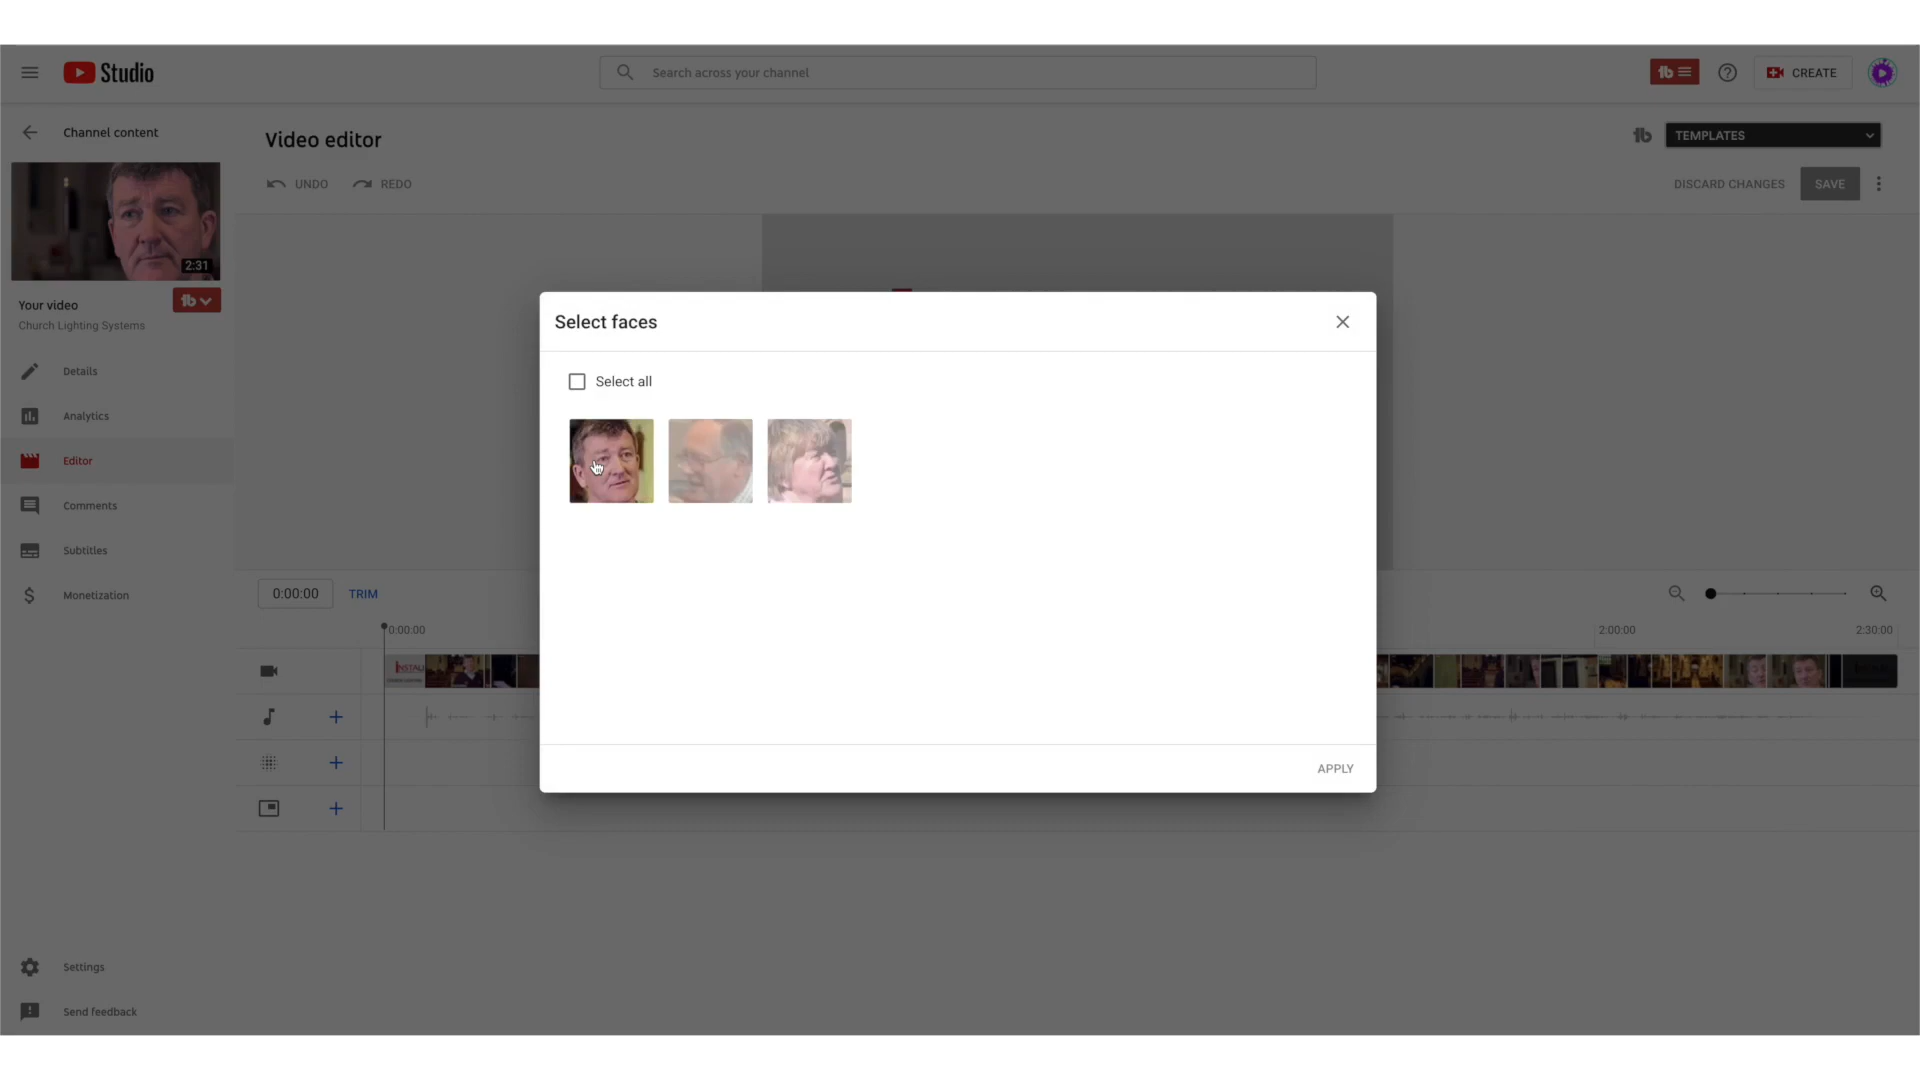 Studio
Search across your channel
CREATE
Channel content
Video editor
TEMPLATES
UNDO
REDO
DISCARD CHANGES
SAVE
2:31
Your video
Church Lighting Systems
Select faces
Select all
Details
Analytics
Editor
Comments
Subtitles
Monetization
0:00:00
TRIM
0:00:00
2:00:00
2:30:00
APPLY
Settings
Send feedback